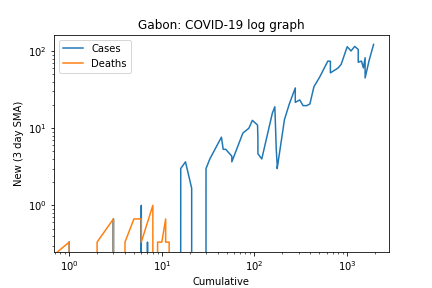 Gabon: COVID-19 log graph
Cases
Deaths
New (3 day SMA)
10²
10¹
10⁰
10⁰ 10¹ 10² 10³
Cumulative